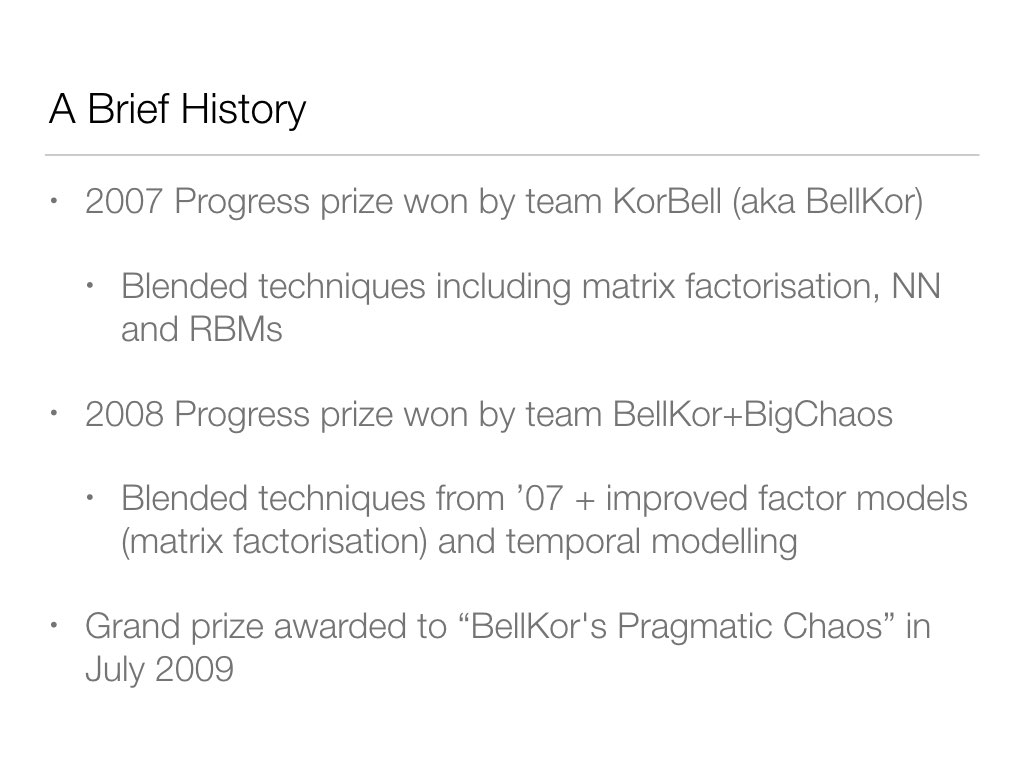 A Brief History
• 2007 Progress prize won by team KorBell (aka BellKor)
• Blended techniques including matrix factorisation, NN
and RBMs
• 2008 Progress prize won by team BellKor+BigChaos
• Blended techniques from ’07 + improved factor models
(matrix factorisation) and temporal modelling
• Grand prize awarded to “BellKor's Pragmatic Chaos” in
July 2009